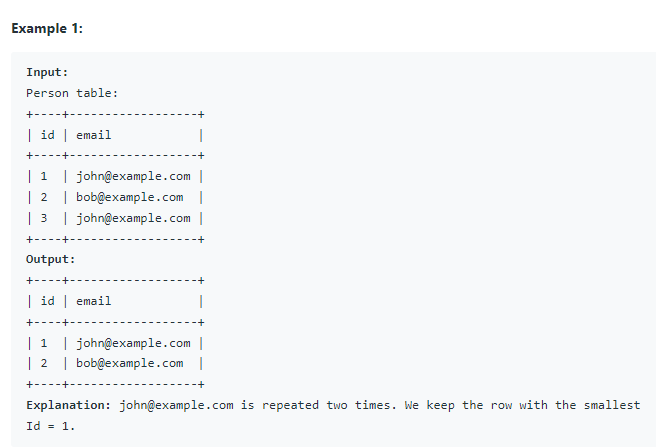 Example 1:
Input:
Person table:
+----+------------------+
| id | email            |
+----+------------------+
| 1  | john@example.com |
| 2  | bob@example.com  |
| 3  | john@example.com |
+----+------------------+
Output:
+----+------------------+
| id | email            |
+----+------------------+
| 1  | john@example.com |
| 2  | bob@example.com  |
+----+------------------+
Explanation: john@example.com is repeated two times. We keep the row with the smallest
Id = 1.